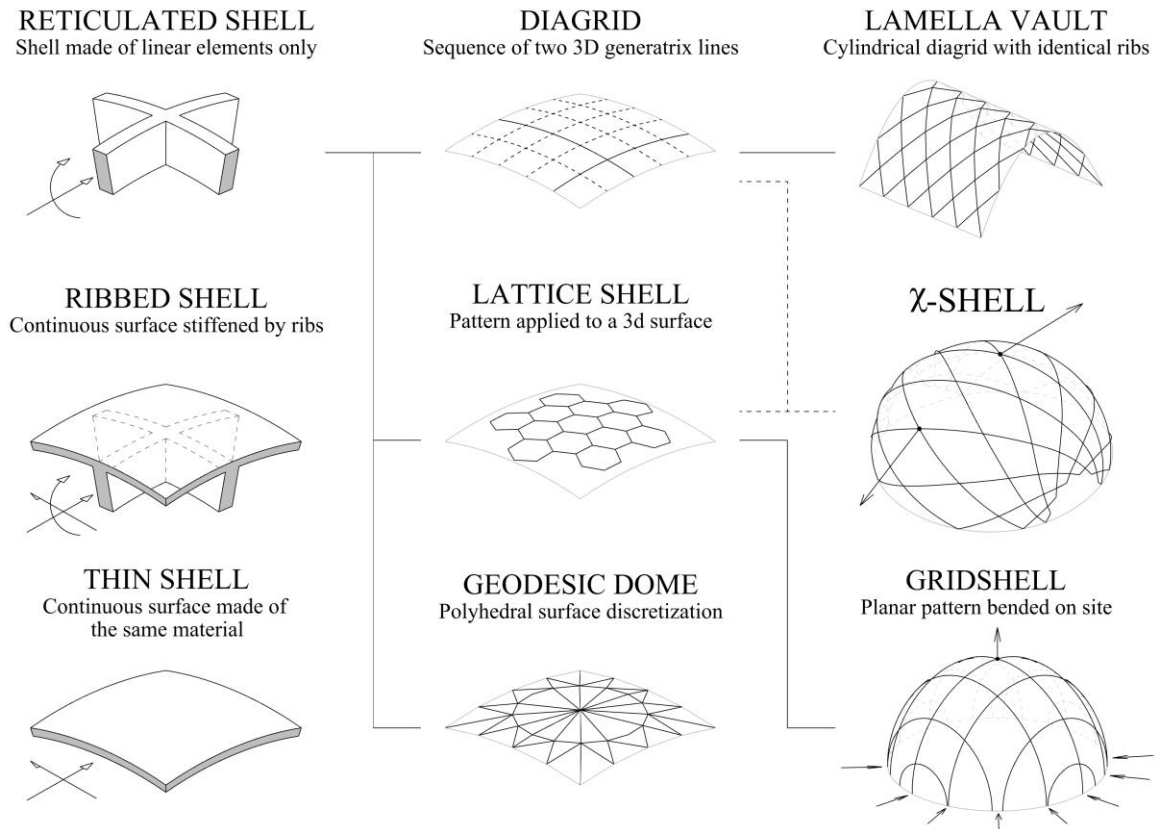 RETICULATED SHELL
Shell made of linear elements only
DIAGRID
Sequence of two 3D generatrix lines
LAMELLA VAULT
Cylindrical diagrid with identical ribs
RIBBED SHELL
Continuous surface stiffened by ribs
LATTICE SHELL
Pattern applied to a 3d surface
χ-SHELL
THIN SHELL
Continuous surface made of
the same material
GEODESIC DOME
Polyhedral surface discretization
GRIDSHELL
Planar pattern bended on site